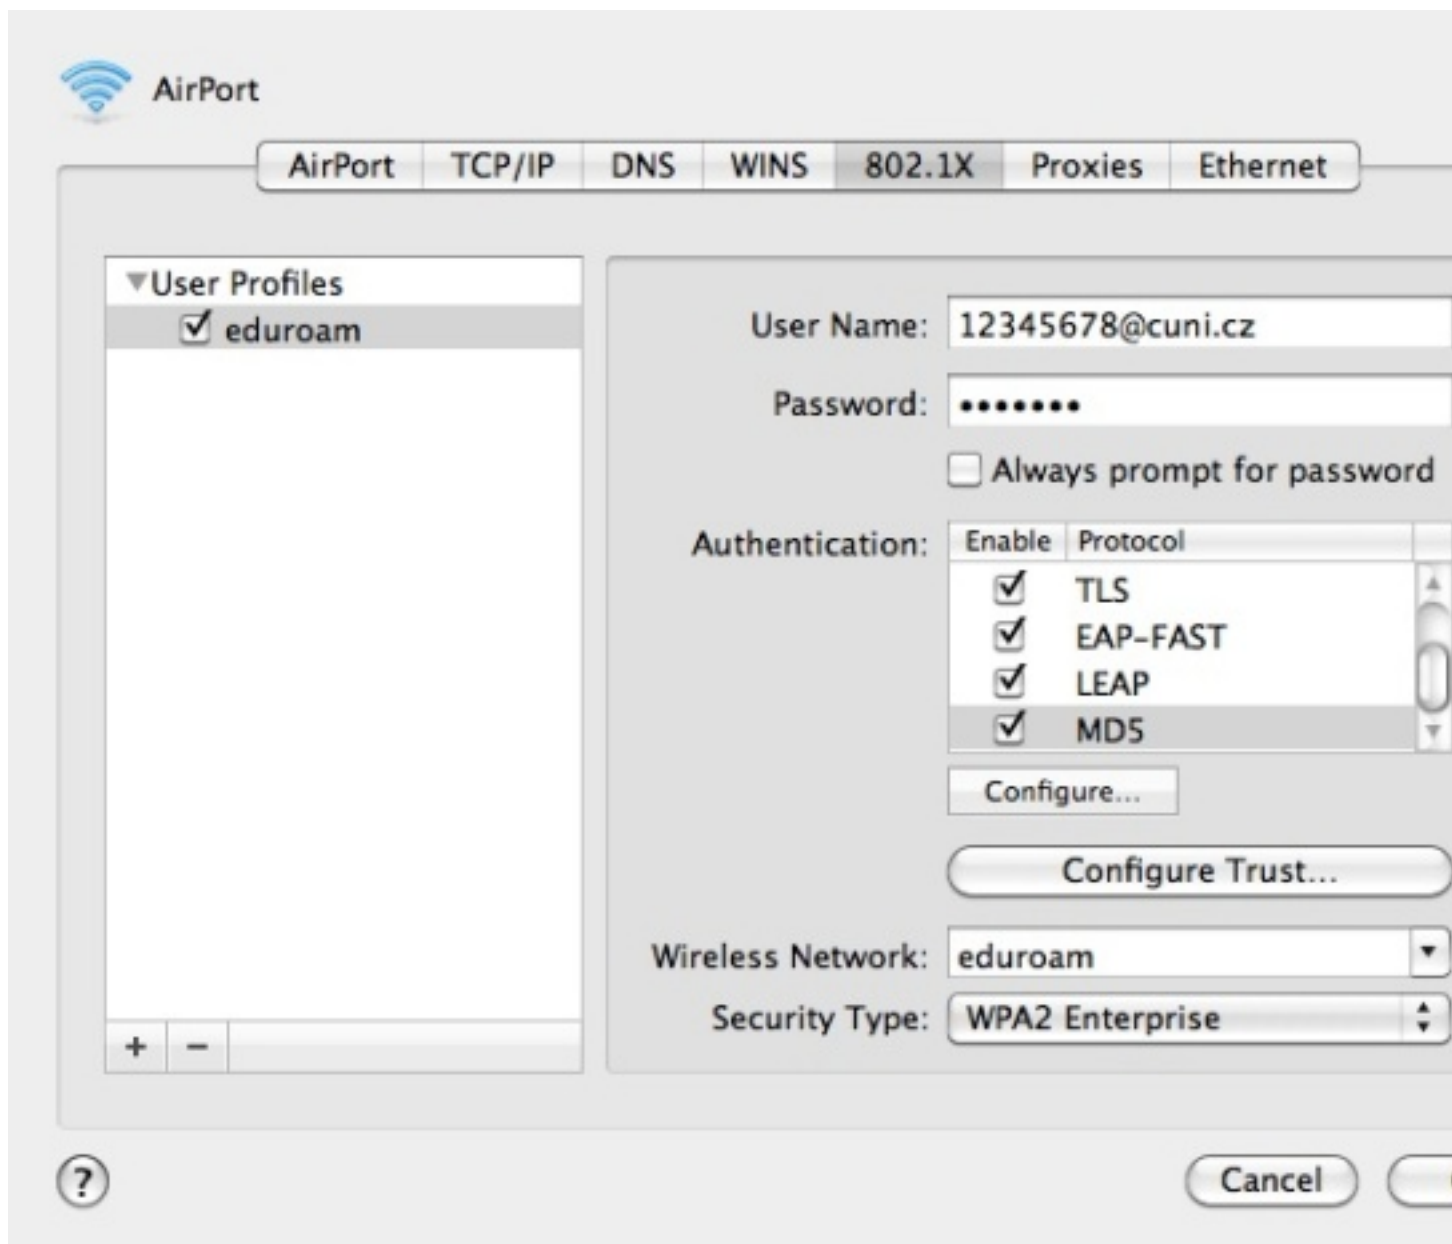 AirPort
AirPort TCP/IP DNS WINS 802.1X Proxies Ethernet
User Profiles
eduroam
User Name: 12345678@cuni.cz
Password: •••••••
Always prompt for password
Authentication: Enable Protocol
TLS
EAP-FAST
LEAP
MD5
Configure...
Configure Trust...
Wireless Network: eduroam
Security Type: WPA2 Enterprise
+ −
? Cancel